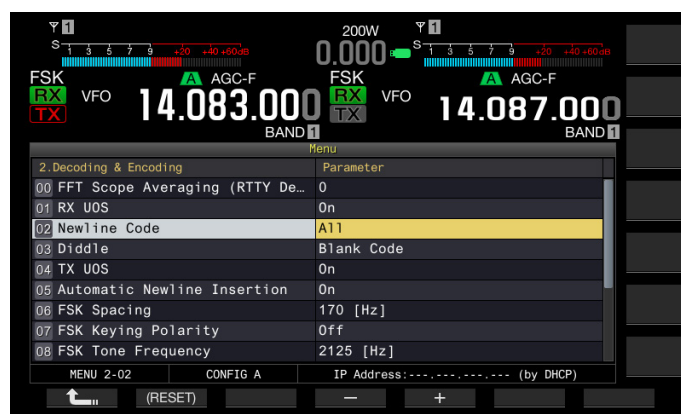 1 200W 1
S 1 3 5 7 9 +20 +40 +60dB 0.000 S 1 3 5 7 9 +20 +40 +60dB
FSK A AGC-F FSK A AGC-F
RX VFO 14.083.000 RX VFO 14.087.000
TX TX
BAND 1 BAND 1
Menu
2.Decoding & Encoding Parameter
00 FFT Scope Averaging (RTTY De… 0
01 RX UOS On
02 Newline Code All
03 Diddle Blank Code
04 TX UOS On
05 Automatic Newline Insertion On
06 FSK Spacing 170 [Hz]
07 FSK Keying Polarity Off
08 FSK Tone Frequency 2125 [Hz]
MENU 2-02 CONFIG A IP Address:---.---.---.--- (by DHCP)
(RESET) − +